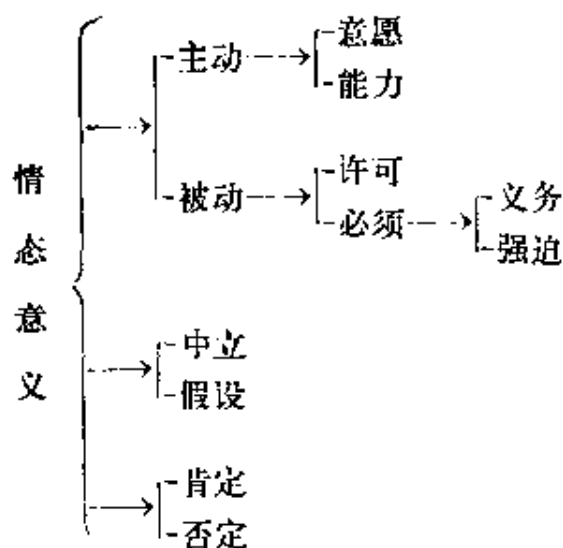 情态意义
主动
意愿
能力
被动
许可
必须
义务
强迫
中立
假设
肯定
否定